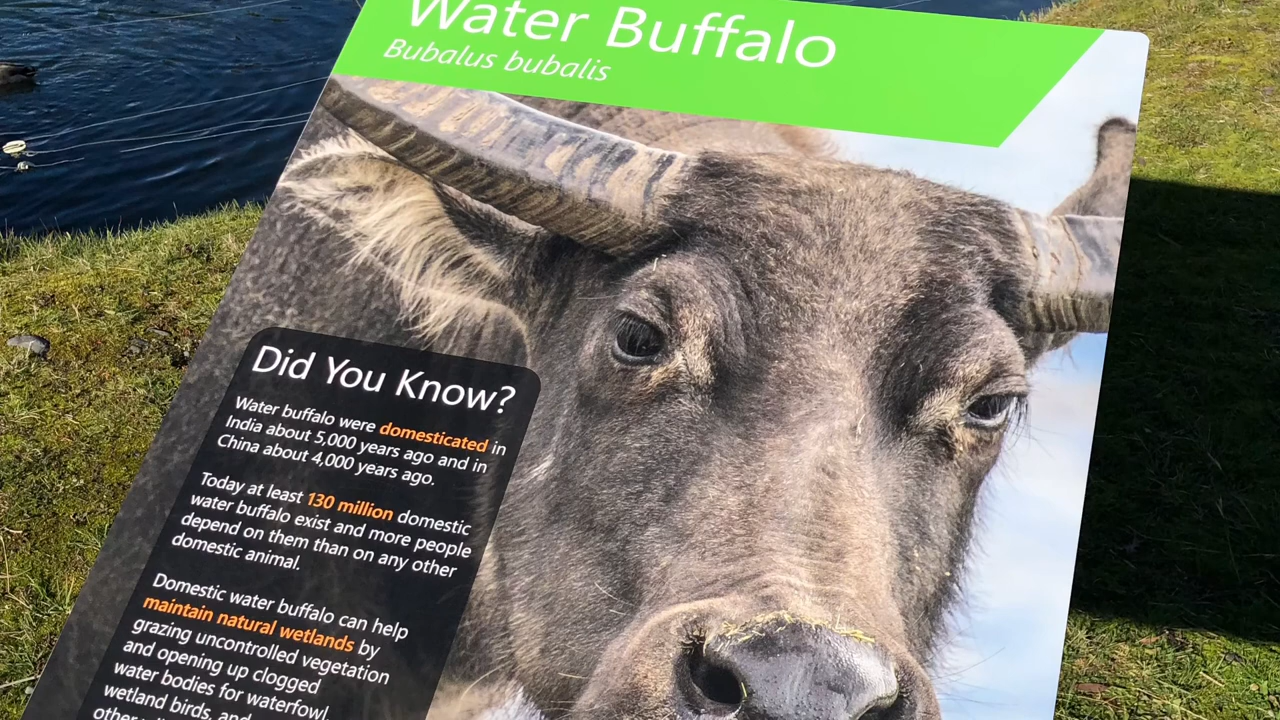 Water Buffalo
Bubalus bubalis
Did You Know?
Water buffalo were domesticated in
India about 5,000 years ago and in
China about 4,000 years ago.
Today at least 130 million domestic
water buffalo exist and more people
depend on them than on any other
domestic animal.
Domestic water buffalo can help
maintain natural wetlands by
grazing uncontrolled vegetation
and opening up clogged
water bodies for waterfowl,
wetland birds, and
other